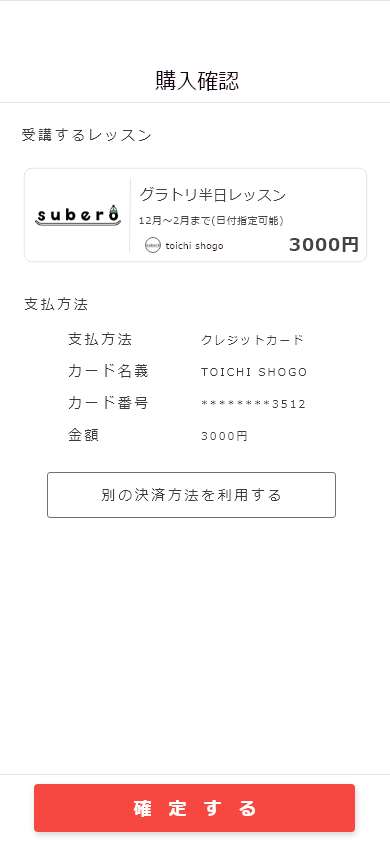 購入確認
受講するレッスン
subero
グラトリ半日レッスン
12月〜2月まで(日付指定可能)
toichi shogo
3000円
支払方法
支払方法 クレジットカード
カード名義 TOICHI SHOGO
カード番号 ********3512
金額 3000円
別の決済方法を利用する
確定する